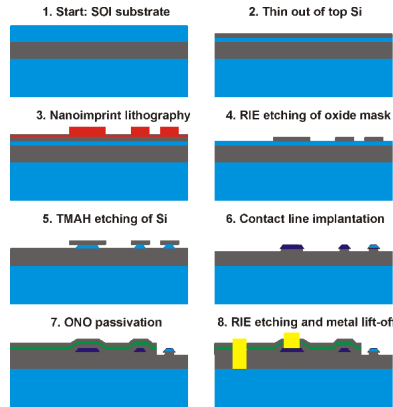 1. Start: SOI substrate
2. Thin out of top Si
3. Nanoimprint lithography
4. RIE etching of oxide mask
5. TMAH etching of Si
6. Contact line implantation
7. ONO passivation
8. RIE etching and metal lift-off